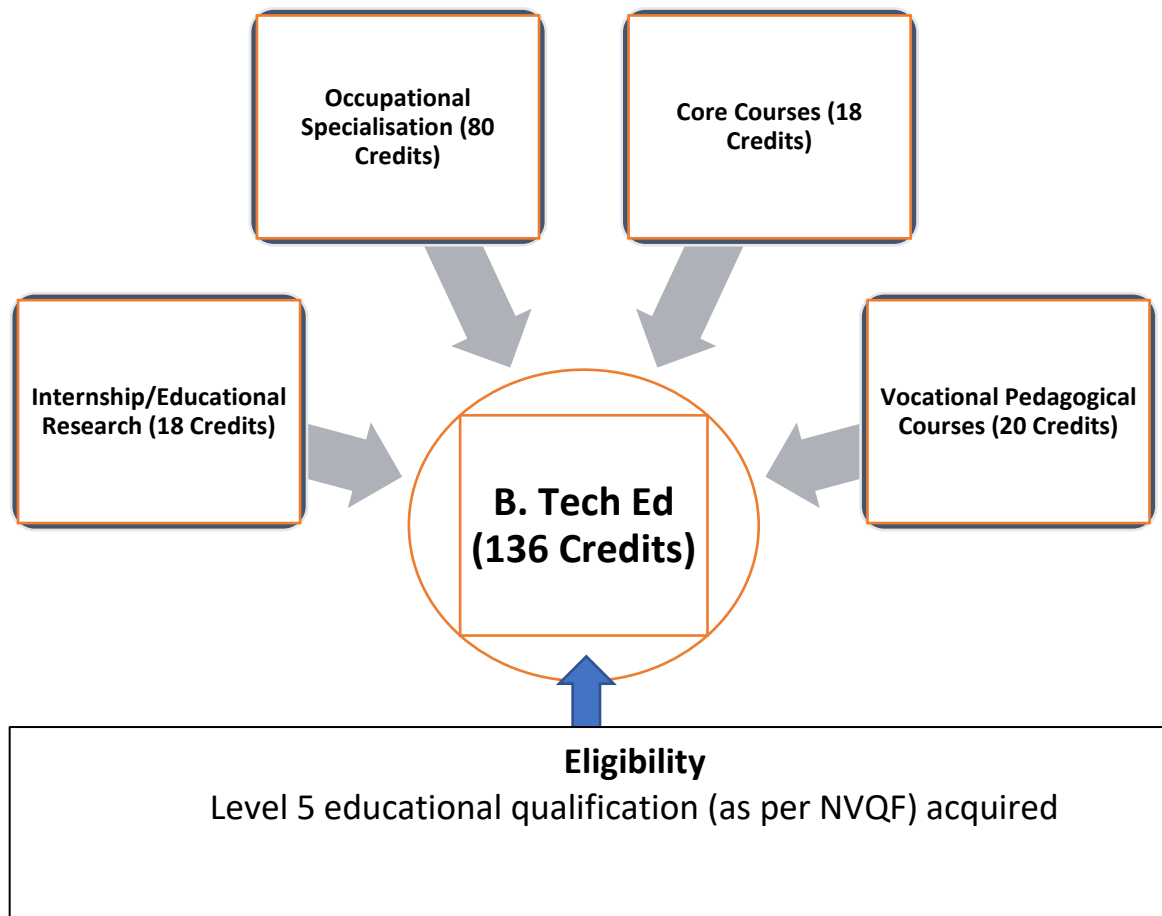 Occupational
Specialisation (80
Credits)
Core Courses (18
Credits)
Internship/Educational
Research (18 Credits)
Vocational Pedagogical
Courses (20 Credits)
B. Tech Ed
(136 Credits)
Eligibility
Level 5 educational qualification (as per NVQF) acquired